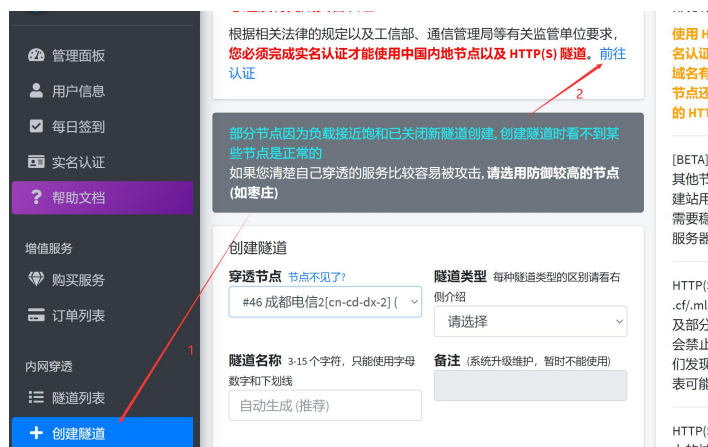 管理面板
用户信息
每日签到
实名认证
帮助文档
增值服务
购买服务
订单列表
内网穿透
隧道列表
创建隧道
1
根据相关法律的规定以及工信部、通信管理局等有关监管单位要求，
您必须完成实名认证才能使用中国内地节点以及 HTTP(S) 隧道。前往
认证
2
部分节点因为负载接近饱和已关闭新隧道创建, 创建隧道时看不到某
些节点是正常的
如果您清楚自己穿透的服务比较容易被攻击, 请选用防御较高的节点
(如枣庄)
创建隧道
穿透节点 节点不见了?
#46 成都电信2[cn-cd-dx-2] (
隧道类型 每种隧道类型的区别请看右
侧介绍
请选择
隧道名称 3-15 个字符，只能使用字母
数字和下划线
自动生成 (推荐)
备注 (系统升级维护，暂时不能使用)
使用 H
名认证
域名有
节点还
的 HT
[BETA]
其他节
建站用
需要稳
服务器
HTTP(
.cf/.ml
及部分
会禁止
们发现
表可能